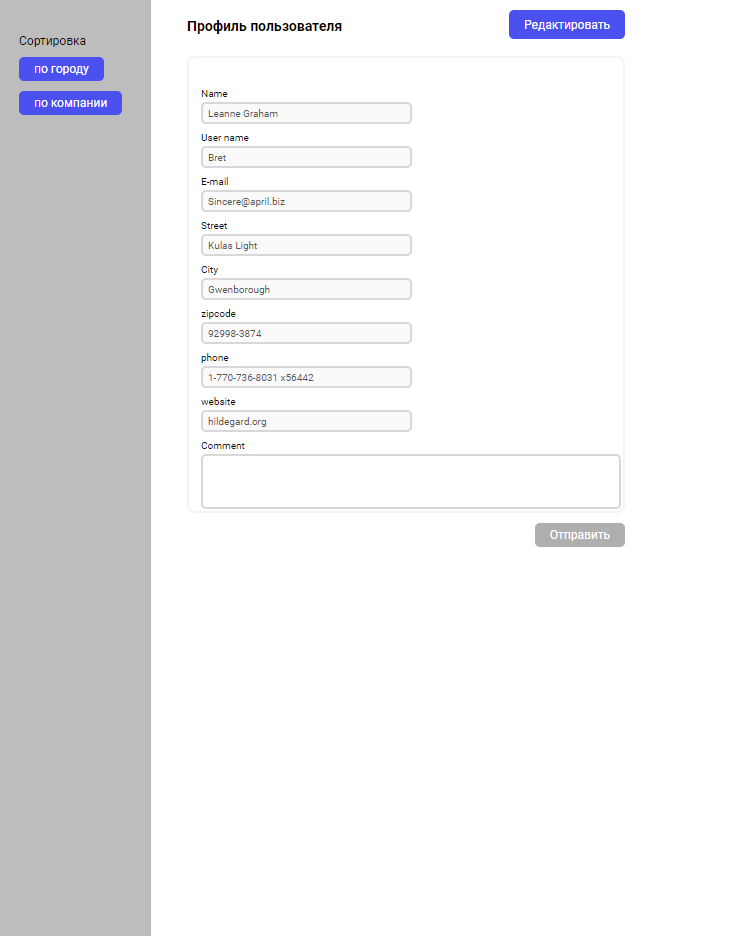 Сортировка
по городу
по компании
Профиль пользователя
Редактировать
Name
Leanne Graham
User name
Bret
E-mail
Sincere@april.biz
Street
Kulas Light
City
Gwenborough
zipcode
92998-3874
phone
1-770-736-8031 x56442
website
hildegard.org
Comment
Отправить